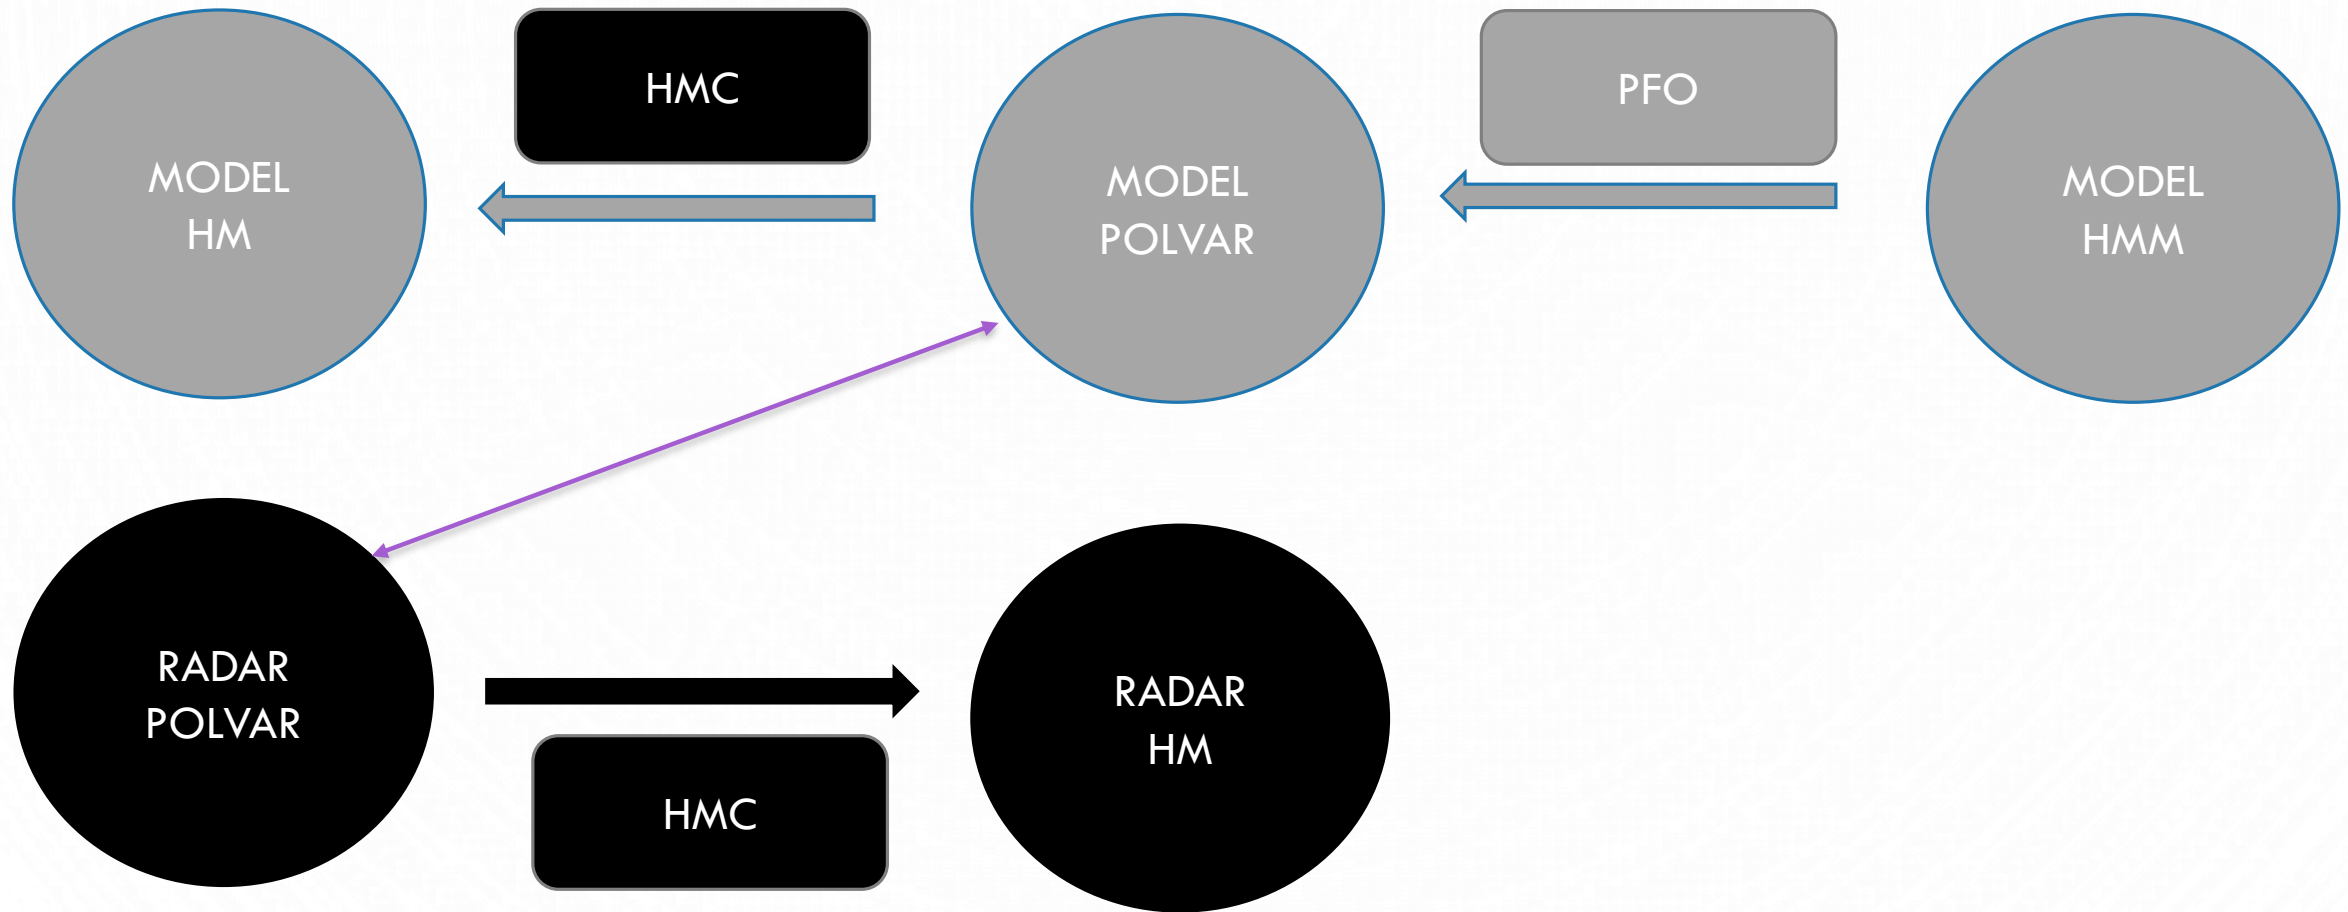 MODEL
HM
HMC
MODEL
POLVAR
PFO
MODEL
HMM
RADAR
POLVAR
HMC
RADAR
HM